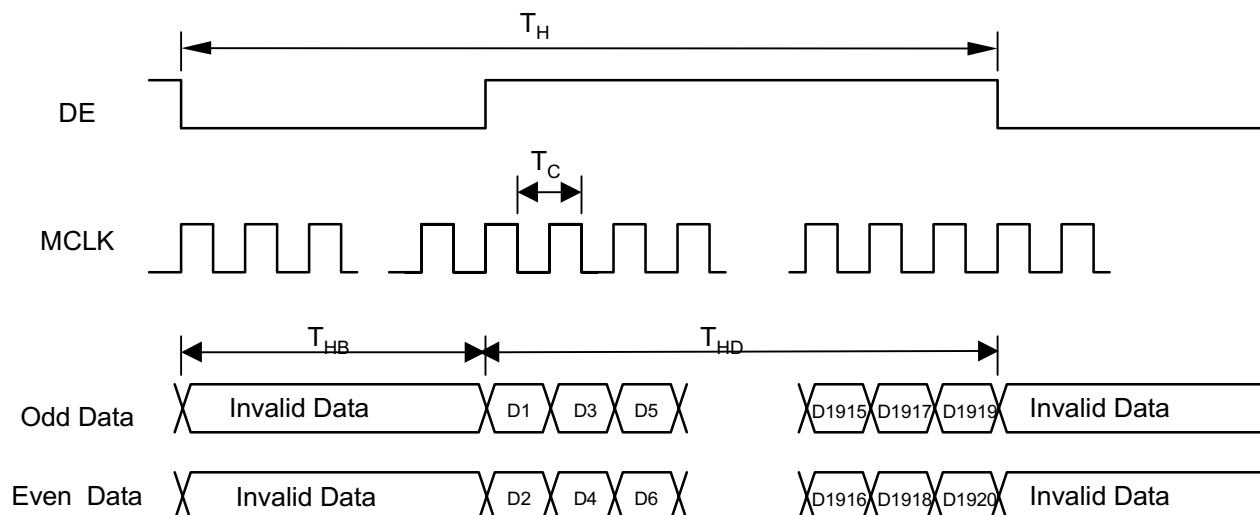 TH
DE
TC
MCLK
THB THD
Odd Data Invalid Data D1 D3 D5 D1915 D1917 D1919 Invalid Data
Even Data Invalid Data D2 D4 D6 D1916 D1918 D1920 Invalid Data